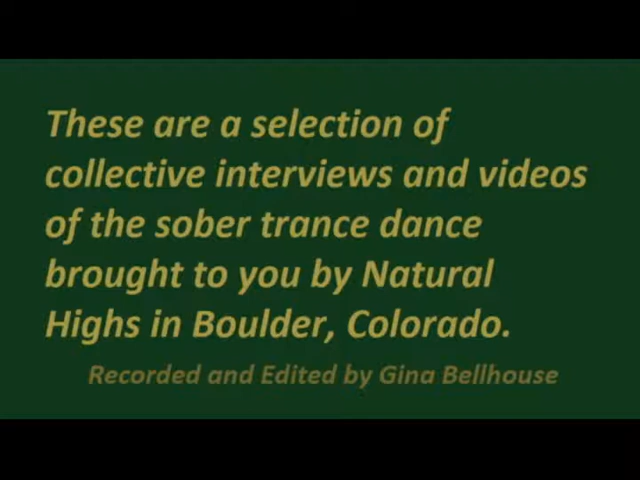 These are a selection of
collective interviews and videos
of the sober trance dance
brought to you by Natural
Highs in Boulder, Colorado.
Recorded and Edited by Gina Bellhouse